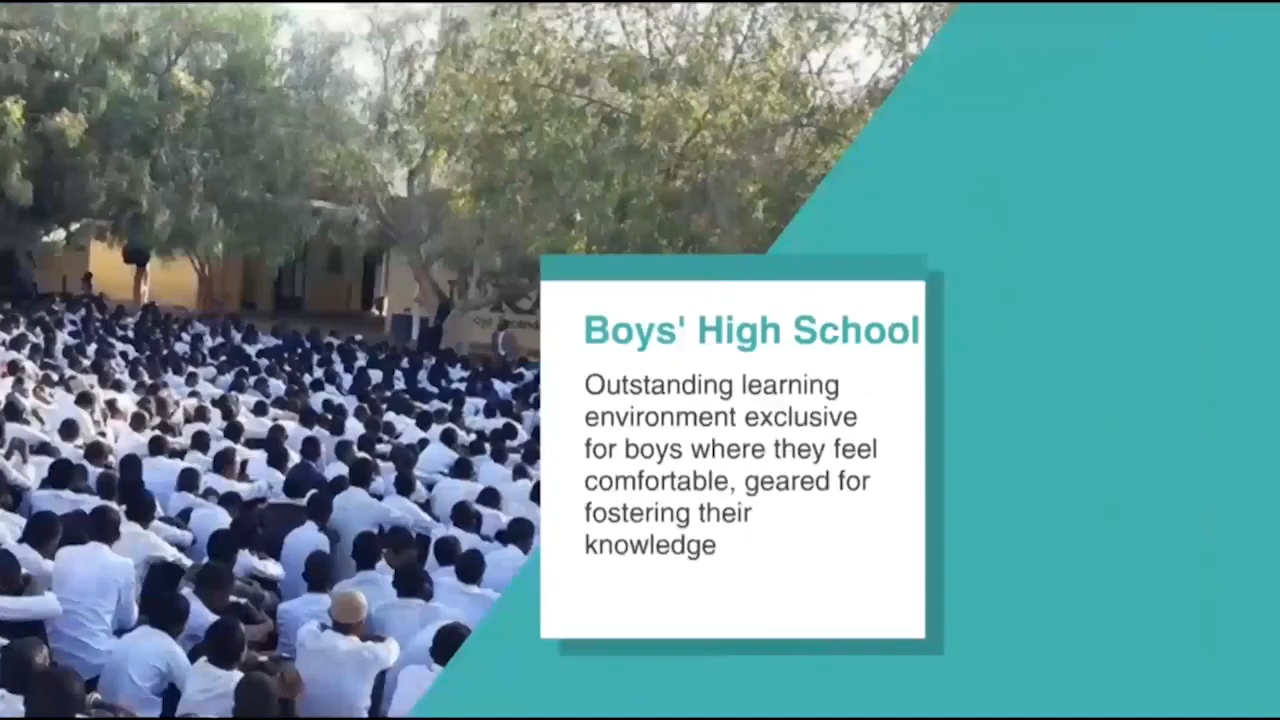 Boys' High School
Outstanding learning
environment exclusive
for boys where they feel
comfortable, geared for
fostering their
knowledge